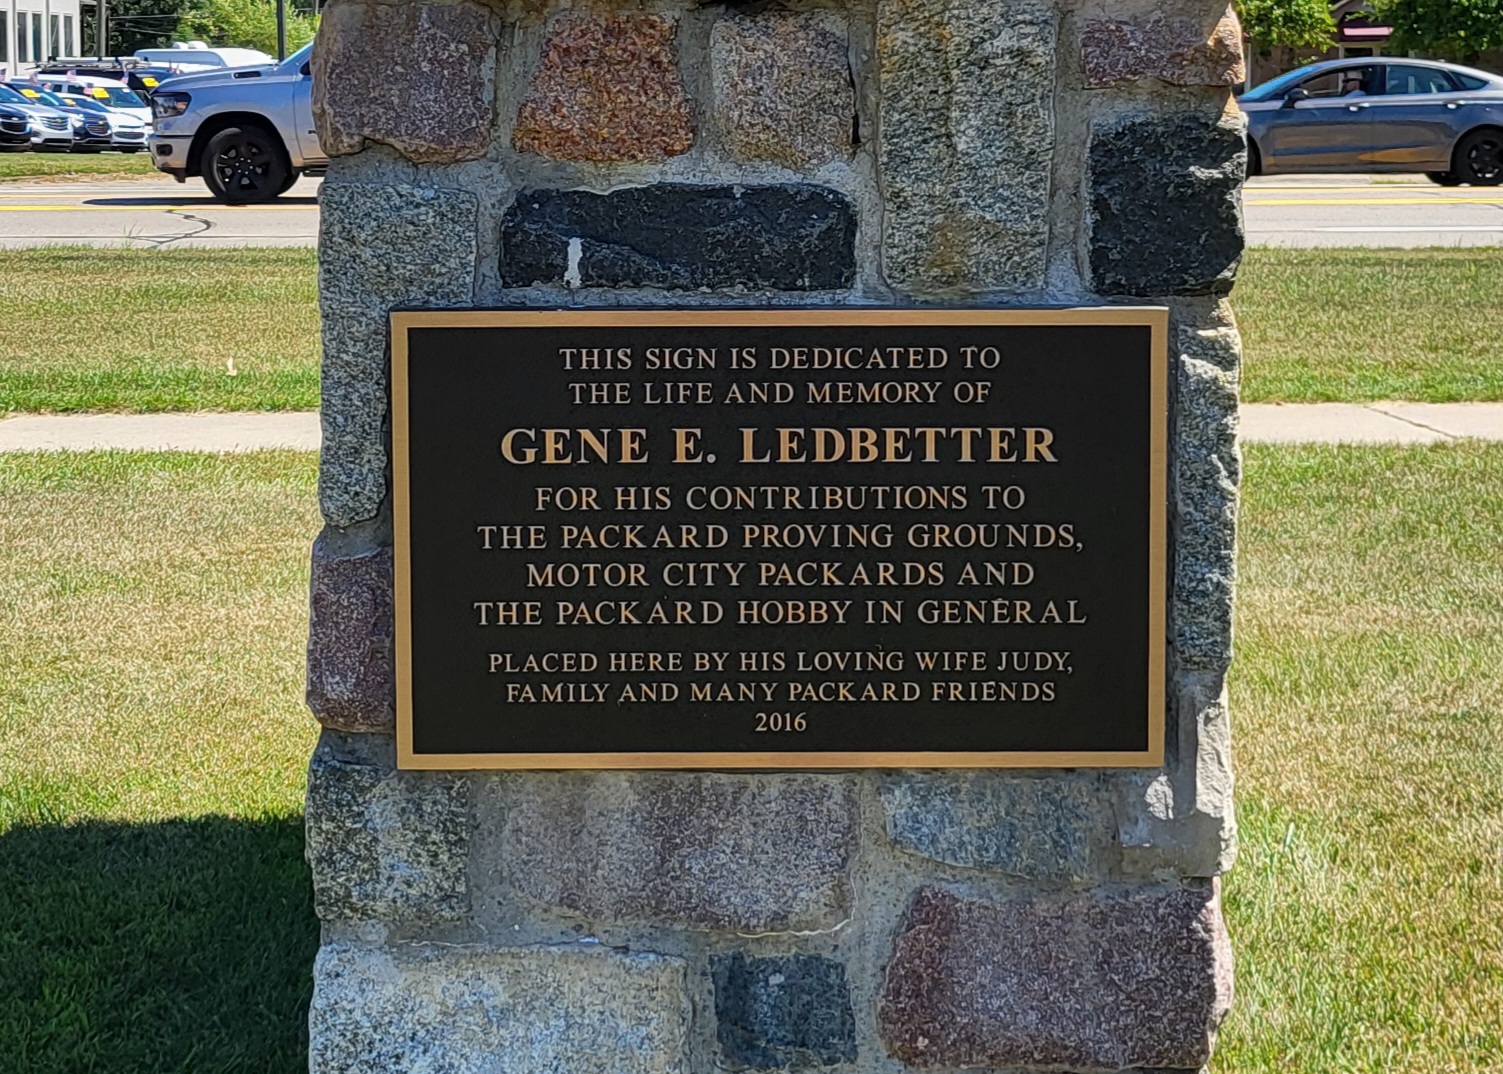 THIS SIGN IS DEDICATED TO
THE LIFE AND MEMORY OF
GENE E. LEDBETTER
FOR HIS CONTRIBUTIONS TO
THE PACKARD PROVING GROUNDS,
MOTOR CITY PACKARDS AND
THE PACKARD HOBBY IN GENERAL
PLACED HERE BY HIS LOVING WIFE JUDY,
FAMILY AND MANY PACKARD FRIENDS
2016